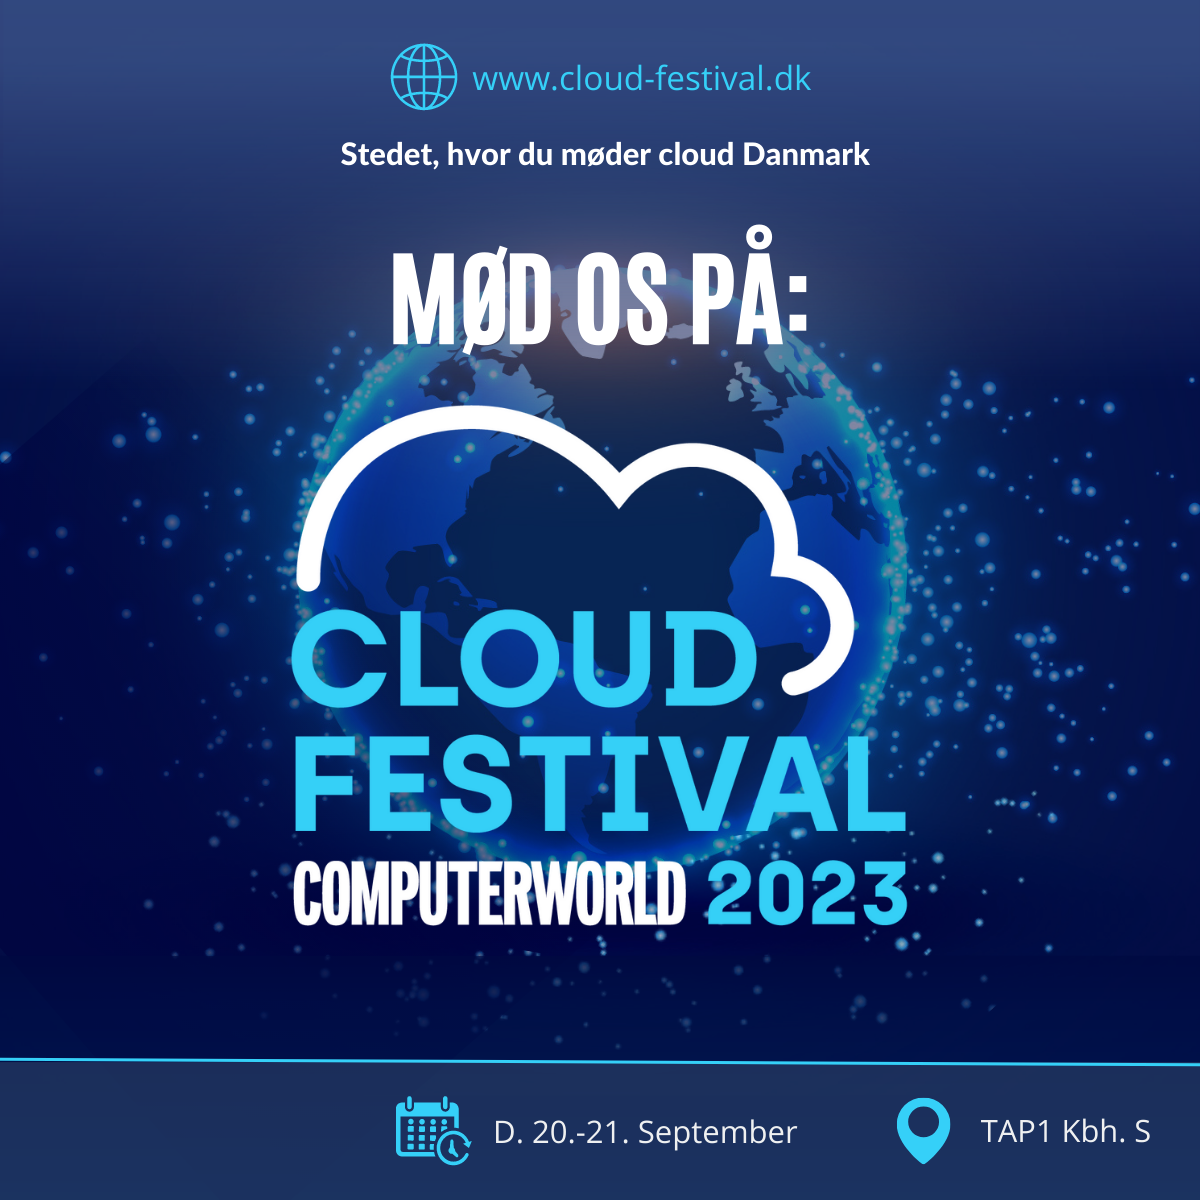 www.cloud-festival.dk
Stedet, hvor du møder cloud Danmark
MØD OS PÅ:
CLOUD
FESTIVAL
COMPUTERWORLD 2023
D. 20.-21. September
TAP1 Kbh. S